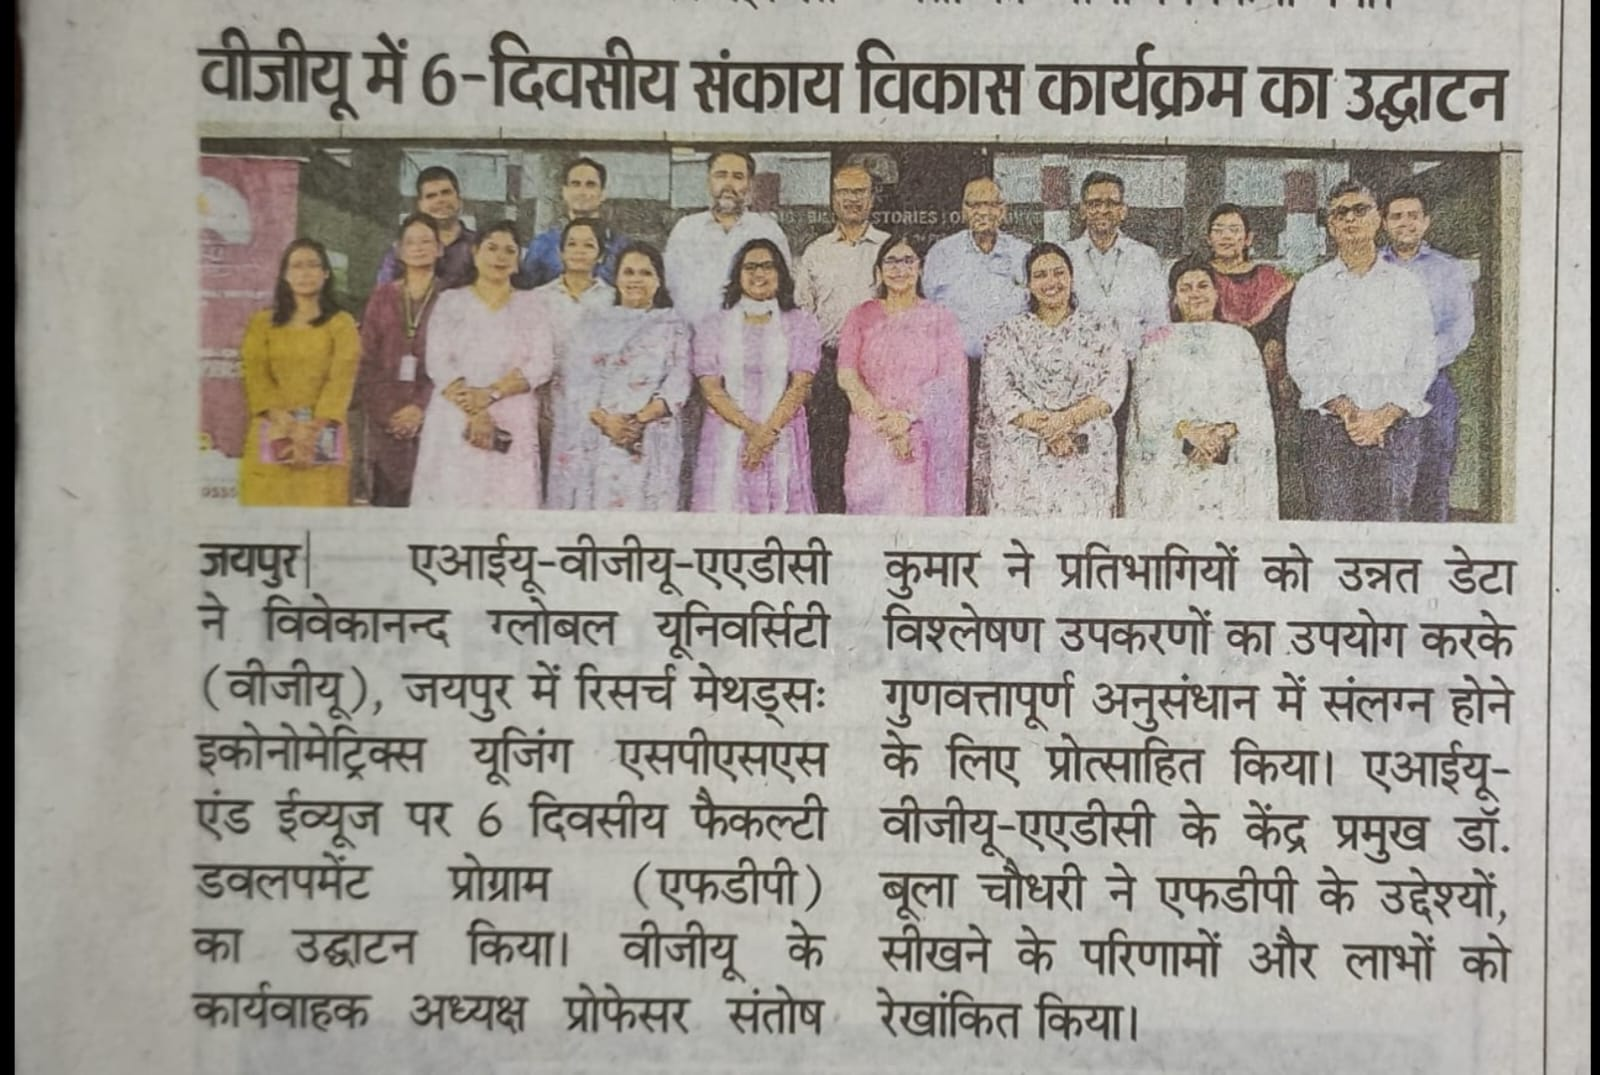 वीजीयू में 6-दिवसीय संकाय विकास कार्यक्रम का उद्घाटन
STORIES
जयपुर| एआईयू-वीजीयू-एएडीसी
ने विवेकानन्द ग्लोबल यूनिवर्सिटी
(वीजीयू), जयपुर में रिसर्च मेथड्सः
इकोनोमेट्रिक्स यूजिंग एसपीएसएस
एंड ईव्यूज पर 6 दिवसीय फैकल्टी
डवलपमेंट प्रोग्राम (एफडीपी)
का उद्घाटन किया। वीजीयू के
कार्यवाहक अध्यक्ष प्रोफेसर संतोष
कुमार ने प्रतिभागियों को उन्नत डेटा
विश्लेषण उपकरणों का उपयोग करके
गुणवत्तापूर्ण अनुसंधान में संलग्न होने
के लिए प्रोत्साहित किया। एआईयू-
वीजीयू-एएडीसी के केंद्र प्रमुख डॉ.
बूला चौधरी ने एफडीपी के उद्देश्यों,
सीखने के परिणामों और लाभों को
रेखांकित किया।